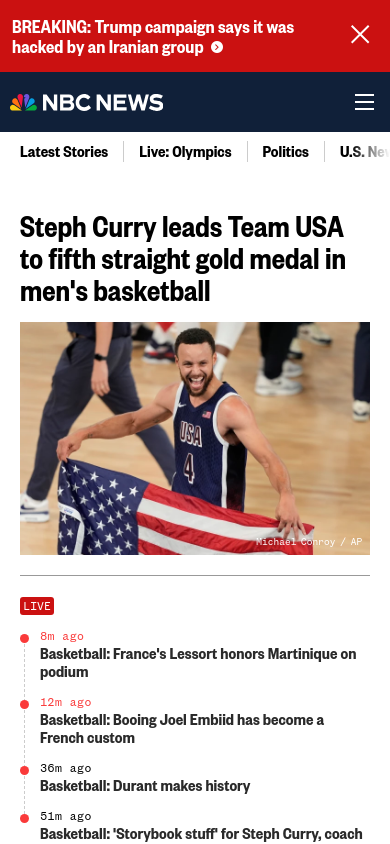 BREAKING: Trump campaign says it was
hacked by an Iranian group
NBC NEWS
Latest Stories
Live: Olympics
Politics
U.S. New
Steph Curry leads Team USA
to fifth straight gold medal in
men's basketball
USA
4
Michael Conroy / AP
LIVE
8m ago
Basketball: France's Lessort honors Martinique on
podium
12m ago
Basketball: Booing Joel Embiid has become a
French custom
36m ago
Basketball: Durant makes history
51m ago
Basketball: 'Storybook stuff' for Steph Curry, coach